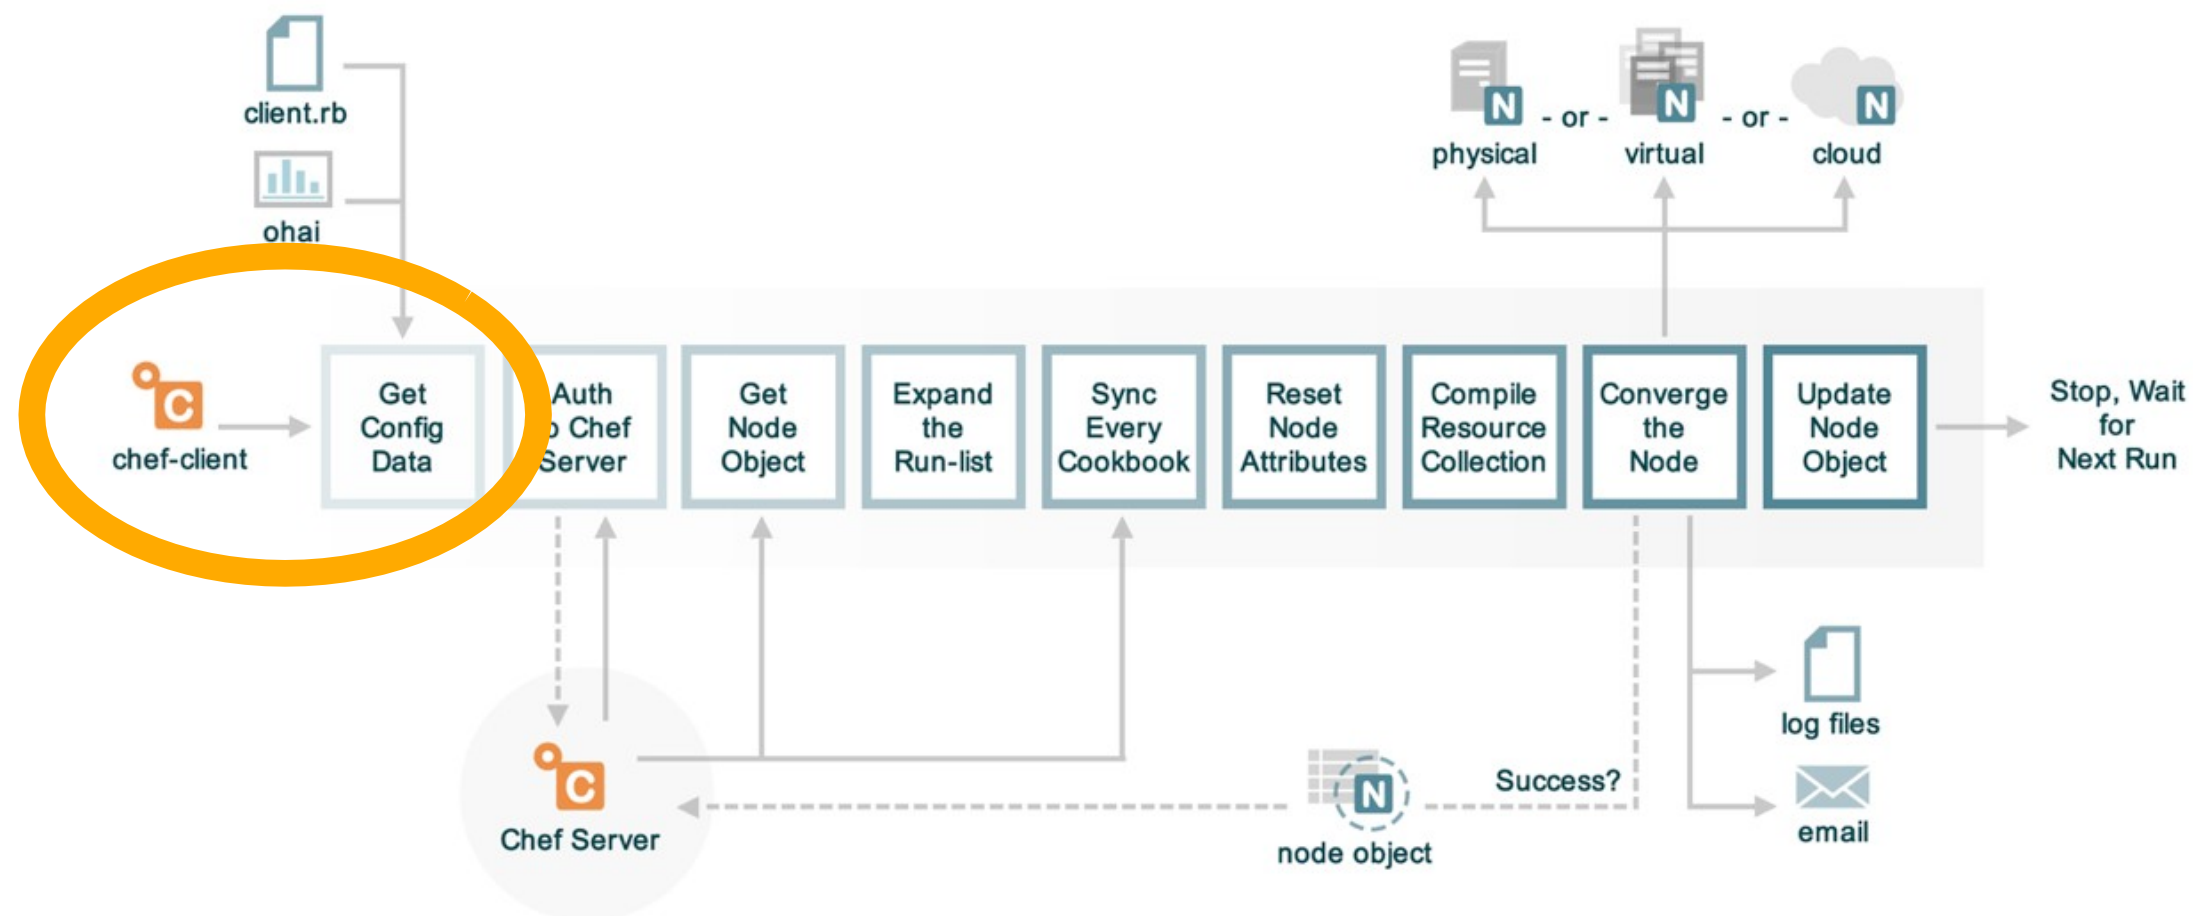 client.rb
ohai
N
- or -
N
- or -
N
physical
virtual
cloud
C
chef-client
Get
Config
Data
Auth
o Chef
Server
Get
Node
Object
Expand
the
Run-list
Sync
Every
Cookbook
Reset
Node
Attributes
Compile
Resource
Collection
Converge
the
Node
Update
Node
Object
Stop, Wait
for
Next Run
C
Chef Server
N
node object
Success?
log files
email